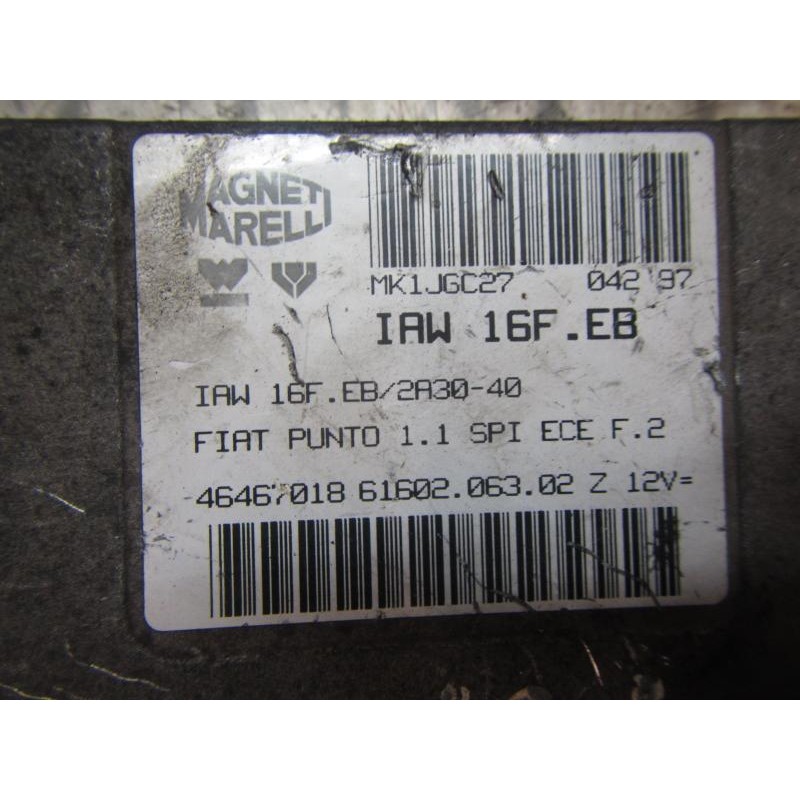 MAGNETI
MARELLI
MK1JGC27 042 97
IAW 16F.EB
IAW 16F.EB/2A30-40
FIAT PUNTO 1.1 SPI ECE F.2
46467018 61602.063.02 Z 12V=